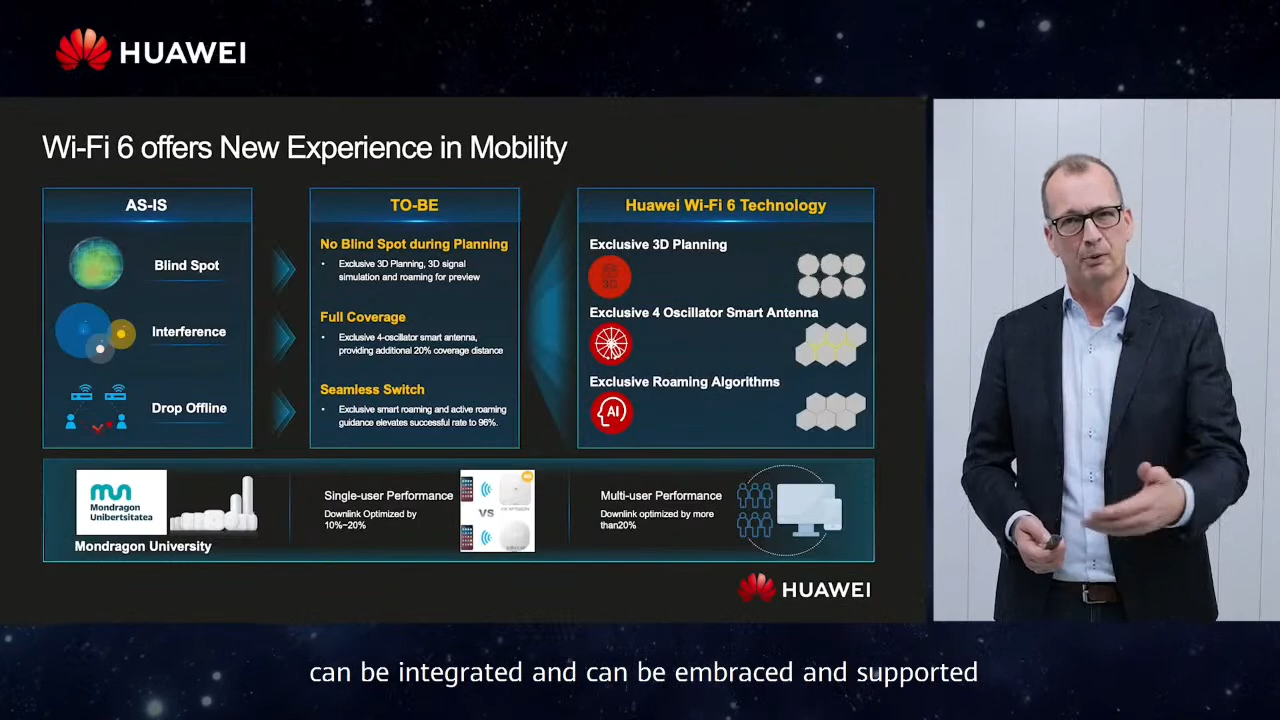 HUAWEI
Wi-Fi 6 offers New Experience in Mobility
AS-IS
Blind Spot
Interference
Drop Offline
TO-BE
No Blind Spot during Planning
• Exclusive 3D Planning, 3D signal
simulation and roaming for preview
Full Coverage
• Exclusive 4-oscillator smart antenna,
providing additional 20% coverage distance
Seamless Switch
• Exclusive smart roaming and active roaming
guidance elevates successful rate to 96%.
Huawei Wi-Fi 6 Technology
Exclusive 3D Planning
3D
Exclusive 4 Oscillator Smart Antenna
Exclusive Roaming Algorithms
AI
Mondragon
Unibertsitatea
Mondragon University
Single-user Performance
Downlink Optimized by
10%~20%
VS
Multi-user Performance
Downlink optimized by more
than20%
HUAWEI
can be integrated and can be embraced and supported